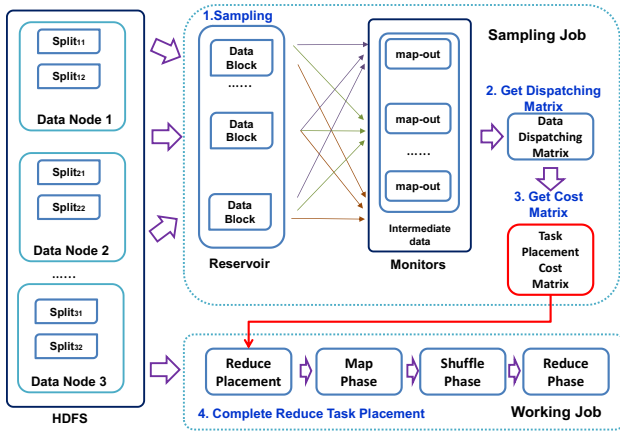 Split11
Split12
Data Node 1
Split21
Split22
Data Node 2
......
Split31
Split32
Data Node 3
HDFS
1.Sampling
Data
Block
......
Data
Block
Data
Block
Reservoir
map-out
map-out
......
map-out
Intermediate
data
Monitors
Sampling Job
2. Get Dispatching
Matrix
Data
Dispatching
Matrix
3. Get Cost
Matrix
Task
Placement
Cost
Matrix
Reduce
Placement
Map
Phase
Shuffle
Phase
Reduce
Phase
4. Complete Reduce Task Placement
Working Job